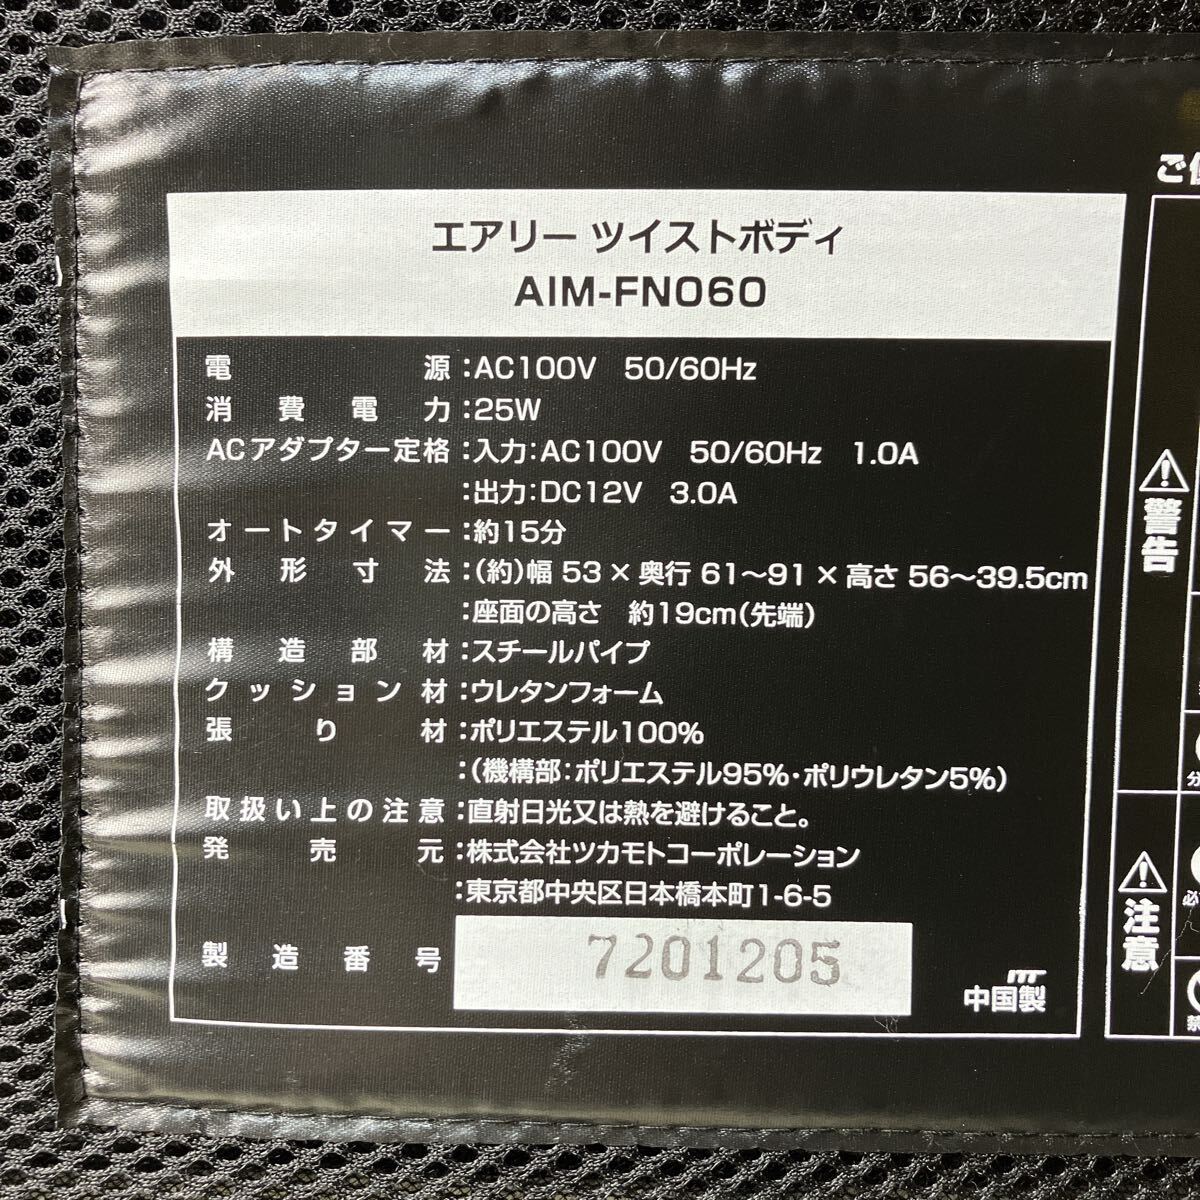 エアリー ツイストボディ
AIM-FN060
電源：AC100V 50/60Hz
消費電力：25W
ACアダプター定格：入力：AC100V 50/60Hz 1.0A
：出力：DC12V 3.0A
オートタイマー：約15分
外形寸法：（約）幅 53 × 奥行 61～91 × 高さ 56～39.5cm
：座面の高さ 約19cm（先端）
構造部材：スチールパイプ
クッション材：ウレタンフォーム
張り材：ポリエステル100%
：（機構部：ポリエステル95%・ポリウレタン5%）
取扱い上の注意：直射日光又は熱を避けること。
発売元：株式会社ツカモトコーポレーション
：東京都中央区日本橋本町1-6-5
製造番号 ：7201205
中国製
ご
警告
分
注意
必
禁